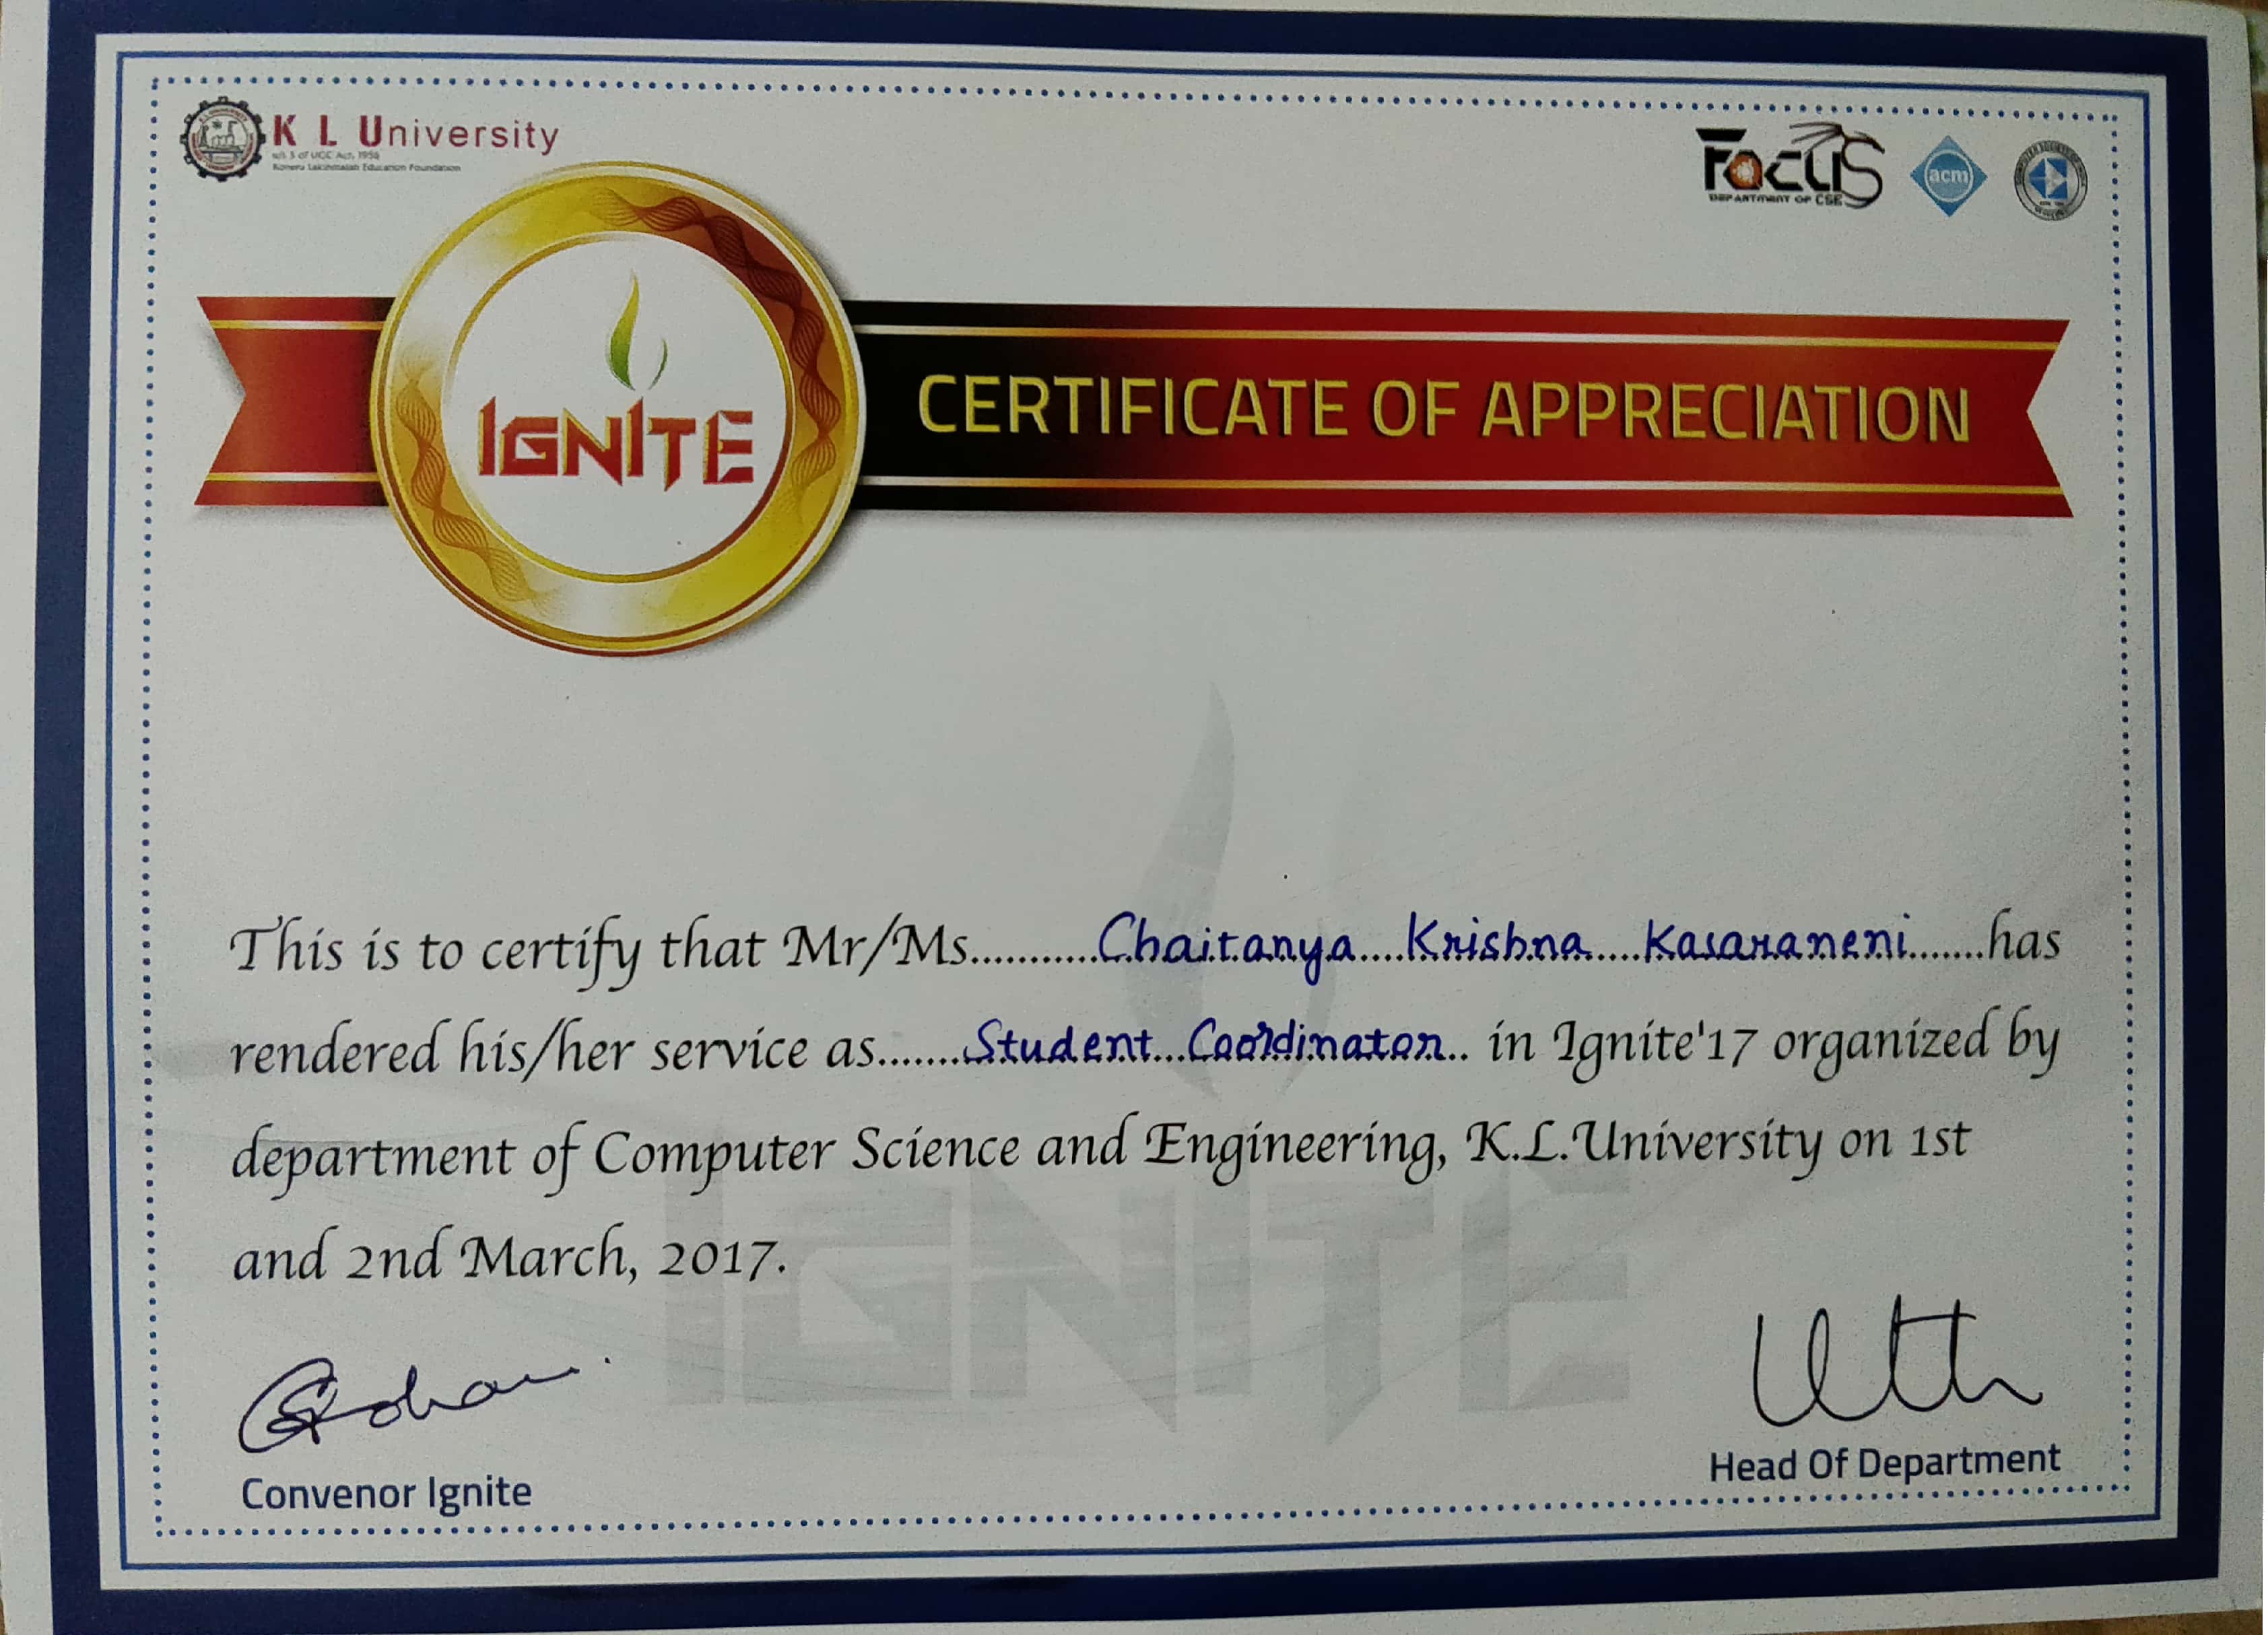 K L University
u/s 3 of UGC Act, 1956
Koneru Lakshmaiah Education Foundation
Focus
DEPARTMENT OF CSE
acm
IGNITE
CERTIFICATE OF APPRECIATION
This is to certify that Mr/Ms...........Chaitanya....Krishna....Kasaraneni.......has
rendered his/her service as.......Student...Coordinator.. in Ignite'17 organized by
department of Computer Science and Engineering, K.L.University on 1st
and 2nd March, 2017.
IGNITE
Convenor Ignite
Head Of Department